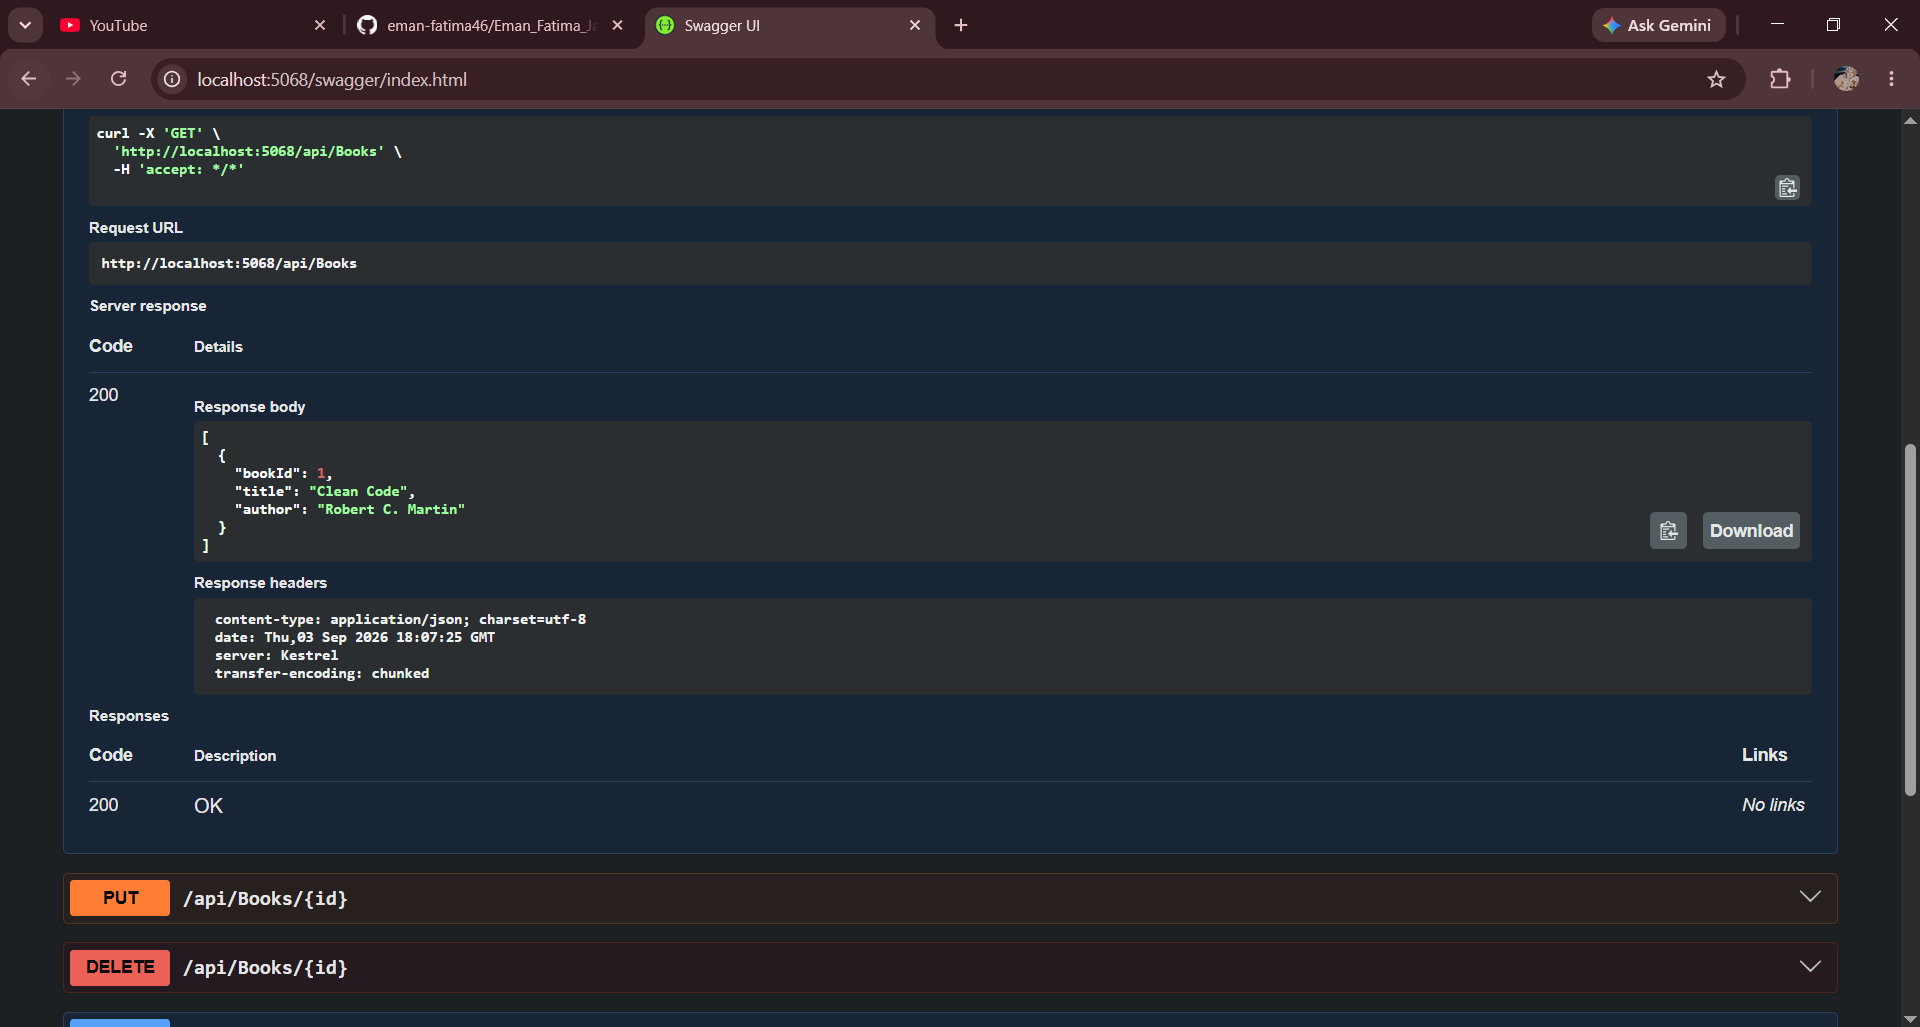 YouTube
eman-fatima46/Eman_Fatima_J
Swagger UI
Ask Gemini
localhost:5068/swagger/index.html
curl -X 'GET' \
'http://localhost:5068/api/Books' \
-H 'accept: */*'
Request URL
http://localhost:5068/api/Books
Server response
Code Details
200
Response body
[
{
"bookId": 1,
"title": "Clean Code",
"author": "Robert C. Martin"
}
]
Download
Response headers
content-type: application/json; charset=utf-8
date: Thu,03 Sep 2026 18:07:25 GMT
server: Kestrel
transfer-encoding: chunked
Responses
Code Description Links
200 OK No links
PUT /api/Books/{id}
DELETE /api/Books/{id}